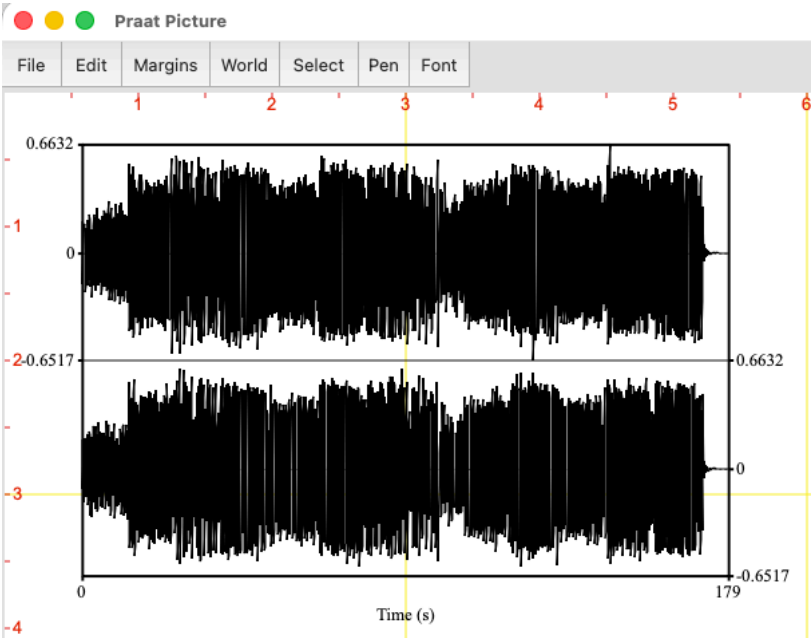 Praat Picture
File Edit Margins World Select Pen Font
1 2 3 4 5 6
0.6632
-1
0
-2
-0.6517 0.6632
0
-3
-0.6517
0 179
Time (s)
-4